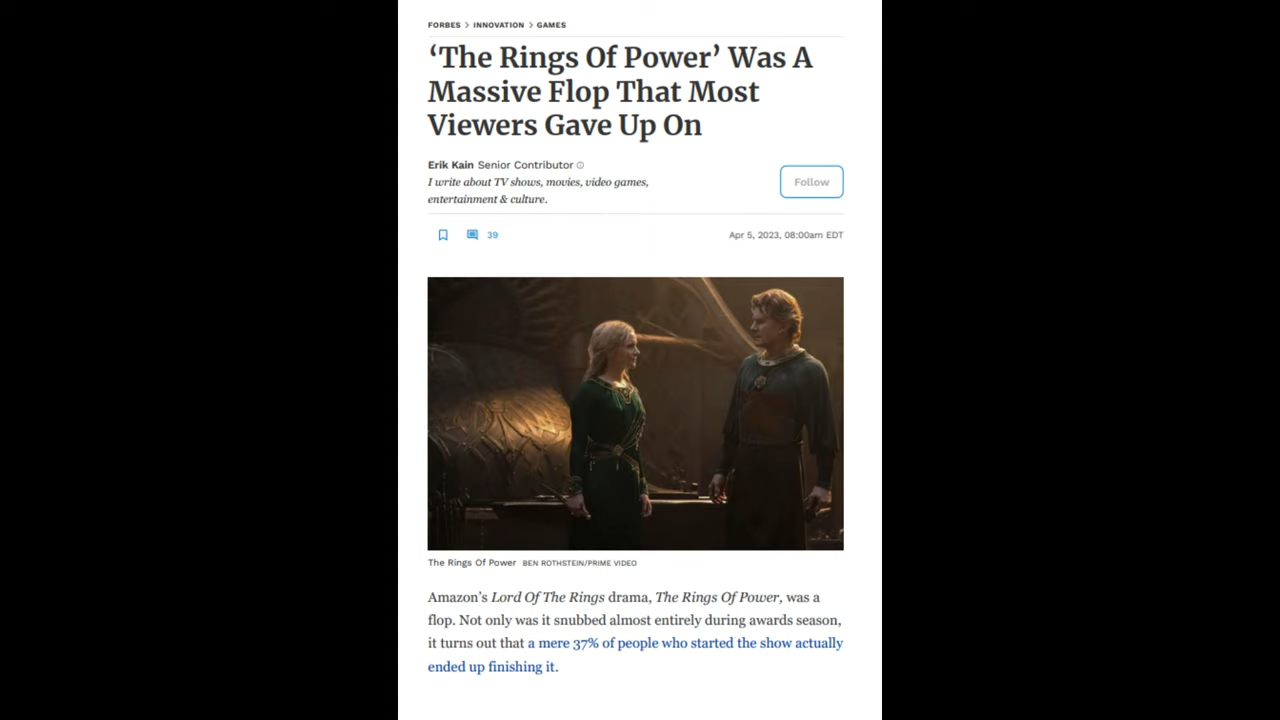 FORBES > INNOVATION > GAMES
‘The Rings Of Power’ Was A
Massive Flop That Most
Viewers Gave Up On
Erik Kain Senior Contributor
I write about TV shows, movies, video games,
entertainment & culture.
Follow
39
Apr 5, 2023, 08:00am EDT
The Rings Of Power BEN ROTHSTEIN/PRIME VIDEO
Amazon’s Lord Of The Rings drama, The Rings Of Power, was a
flop. Not only was it snubbed almost entirely during awards season,
it turns out that a mere 37% of people who started the show actually
ended up finishing it.